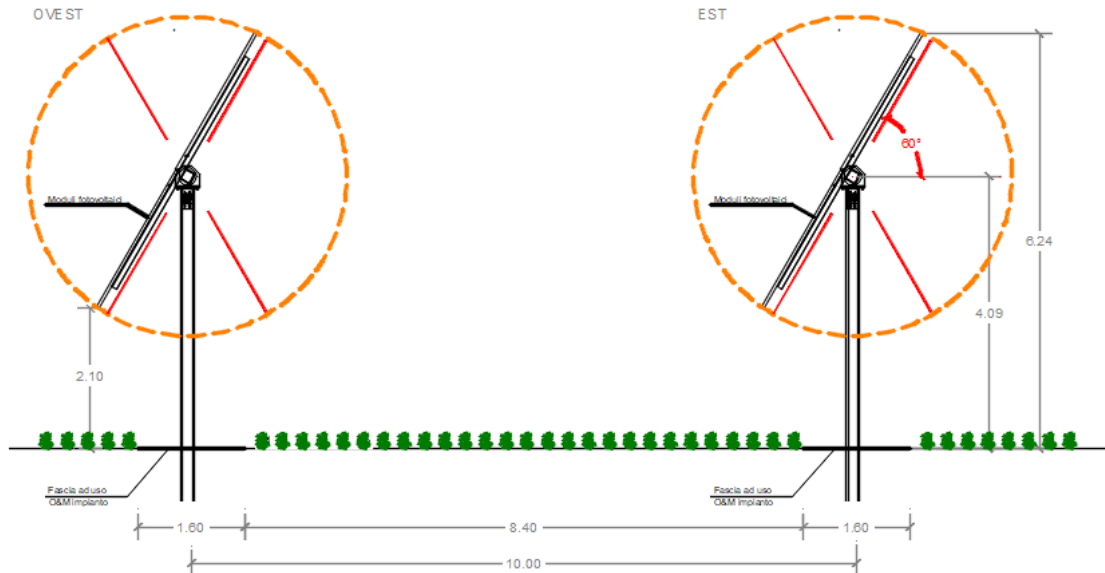 OVEST
EST
60°
Moduli fotovoltaici
Moduli fotovoltaici
6.24
4.09
2.10
Fascia ad uso
O&M impianto
Fascia ad uso
O&M impianto
1.60
8.40
1.60
10.00